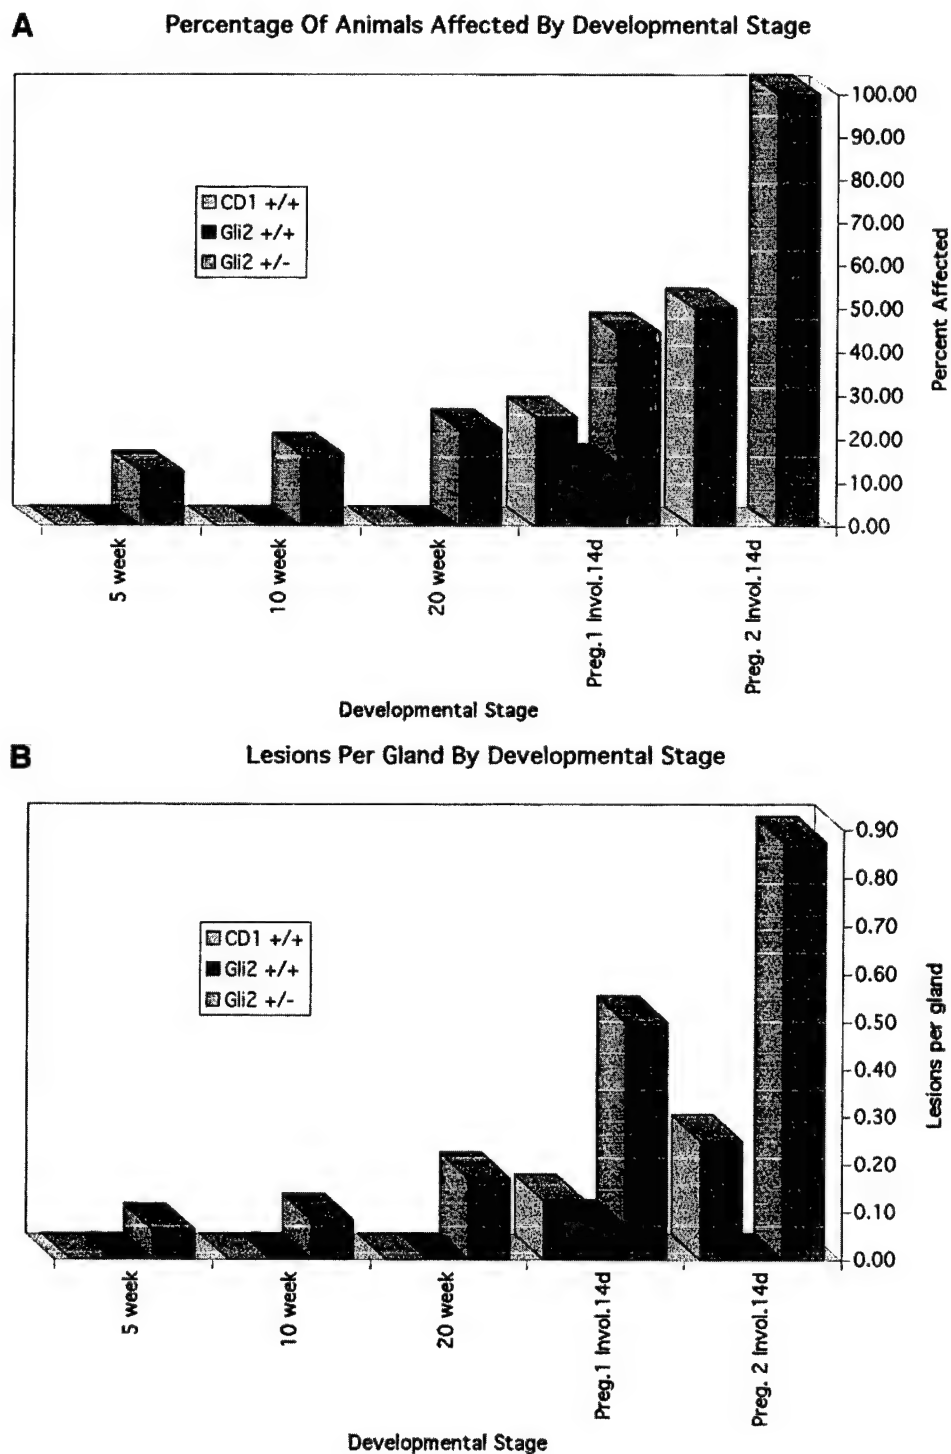 A
Percentage Of Animals Affected By Developmental Stage
CD1 +/+
Gli2 +/+
Gli2 +/-
100.00
90.00
80.00
70.00
60.00
50.00
40.00
30.00
20.00
10.00
0.00
Percent Affected
5 week
10 week
20 week
Preg.1 Invol.14d
Preg. 2 Invol.14d
Developmental Stage
B
Lesions Per Gland By Developmental Stage
CD1 +/+
Gli2 +/+
Gli2 +/-
0.90
0.80
0.70
0.60
0.50
0.40
0.30
0.20
0.10
0.00
Lesions per gland
5 week
10 week
20 week
Preg.1 Invol.14d
Preg. 2 Invol.14d
Developmental Stage